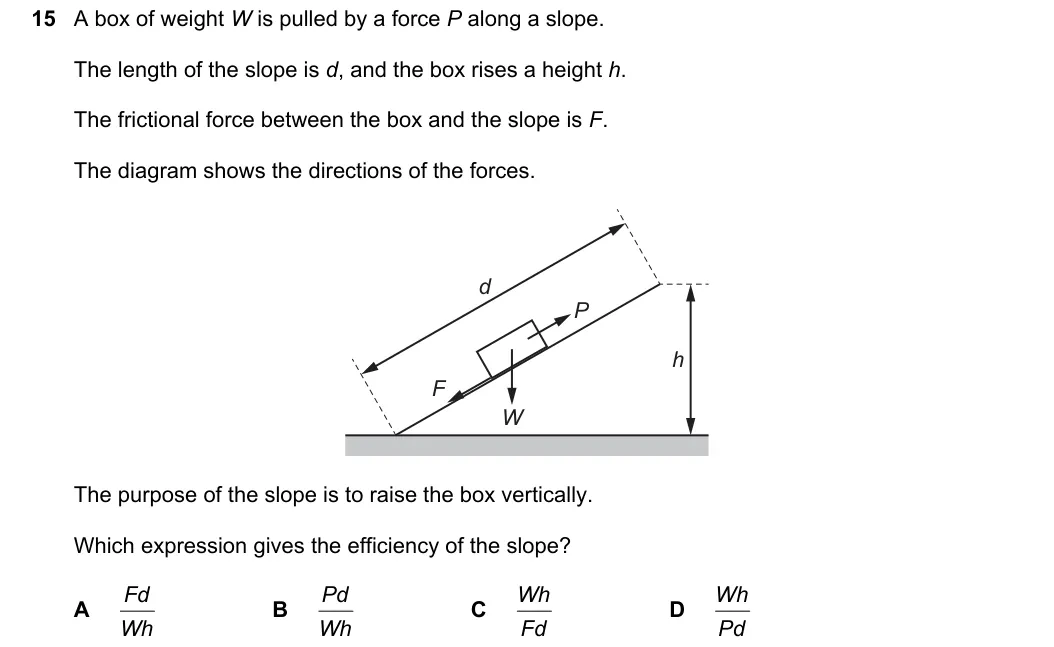 15 A box of weight W is pulled by a force P along a slope.
The length of the slope is d, and the box rises a height h.
The frictional force between the box and the slope is F.
The diagram shows the directions of the forces.
d
P
h
F
W
The purpose of the slope is to raise the box vertically.
Which expression gives the efficiency of the slope?
A Fd/Wh B Pd/Wh C Wh/Fd D Wh/Pd